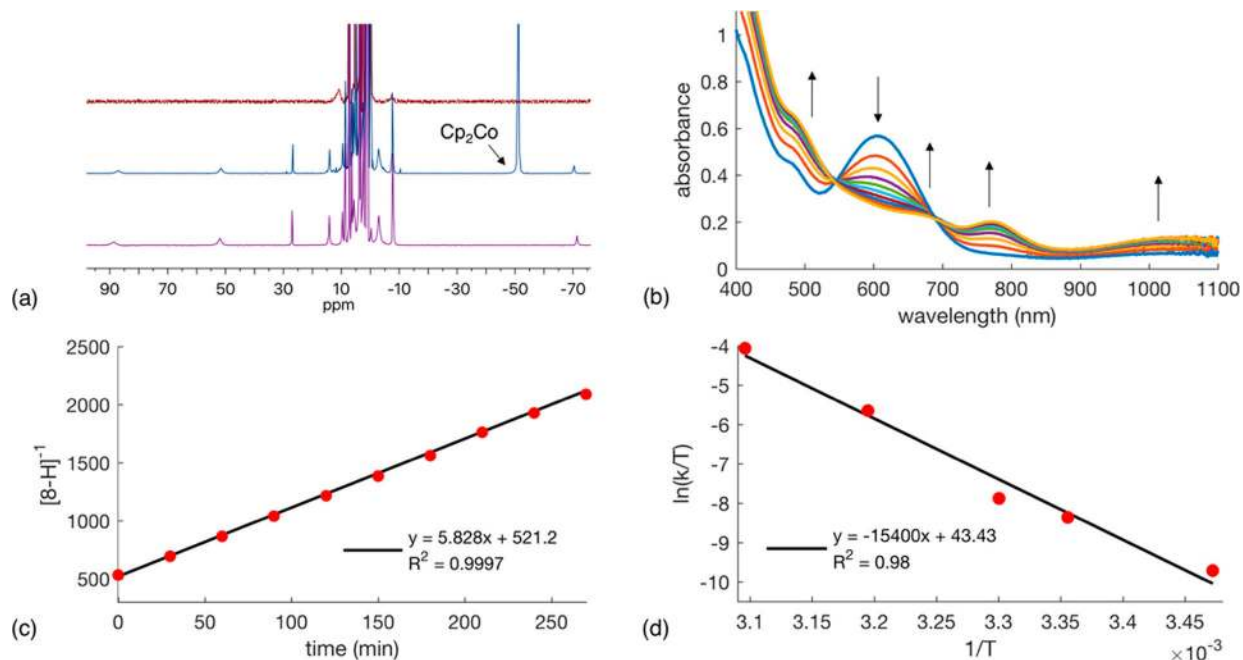 Cp₂Co
90 70 50 30 10 -10 -30 -50 -70
ppm
(a)
1
0.8
0.6
0.4
0.2
0
absorbance
400 500 600 700 800 900 1000 1100
wavelength (nm)
(b)
2500
2000
1500
1000
500
[8-H]⁻¹
y = 5.828x + 521.2
R² = 0.9997
0 50 100 150 200 250
time (min)
(c)
-4
-5
-6
-7
-8
-9
-10
ln(k/T)
y = -15400x + 43.43
R² = 0.98
3.1 3.15 3.2 3.25 3.3 3.35 3.4 3.45
1/T
×10⁻³
(d)